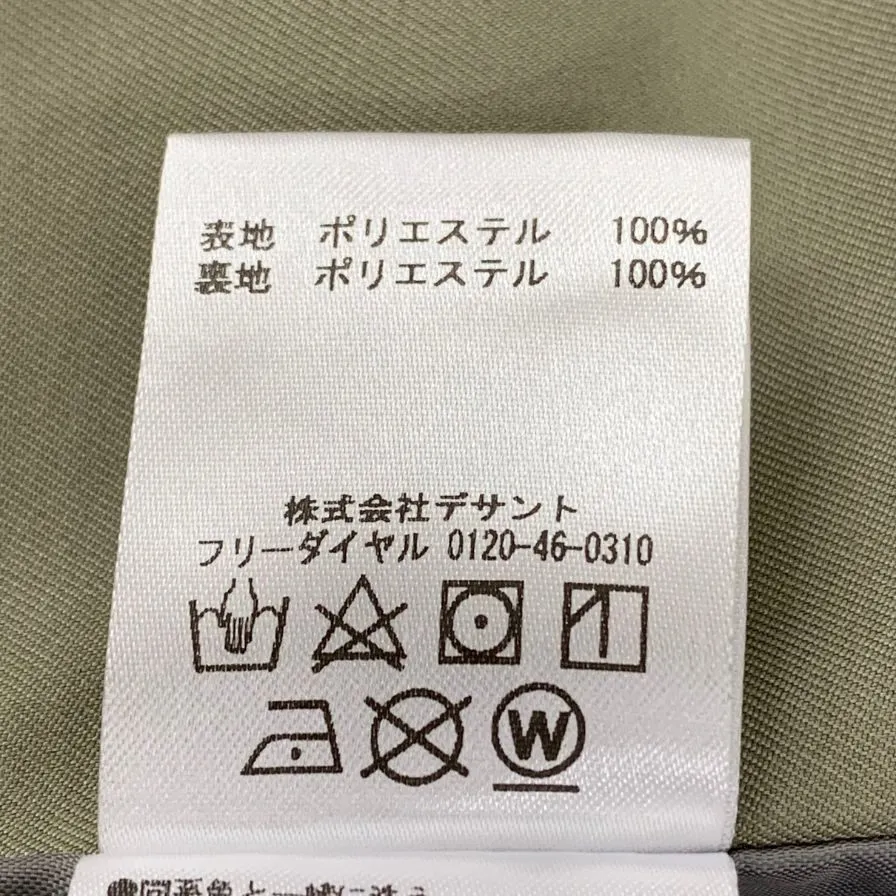 表地 ポリエステル 100%
裏地 ポリエステル 100%
株式会社デサント
フリーダイヤル 0120-46-0310
W